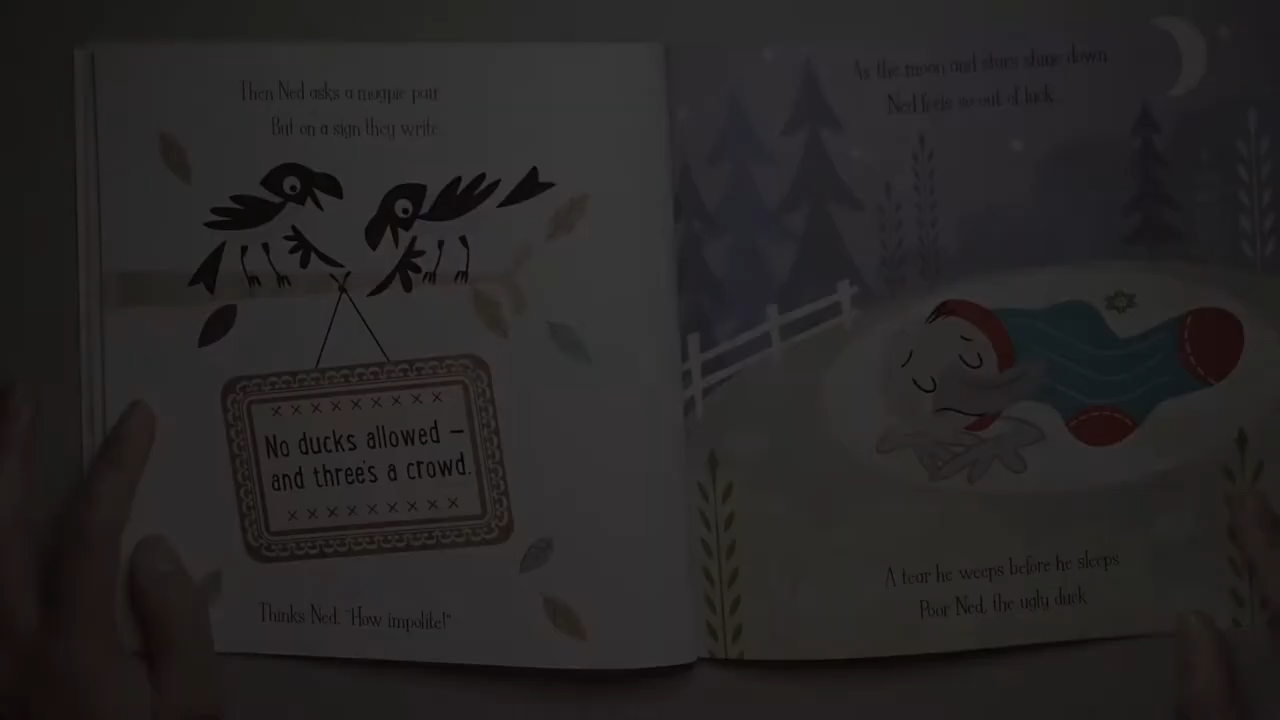 Then Ned asks a magpie pair
But on a sign they write
No ducks allowed –
and three's a crowd.
Thinks Ned, "How impolite!"
As the moon and stars shine down
Ned feels so out of luck...
A tear he weeps before he sleeps
Poor Ned, the ugly duck